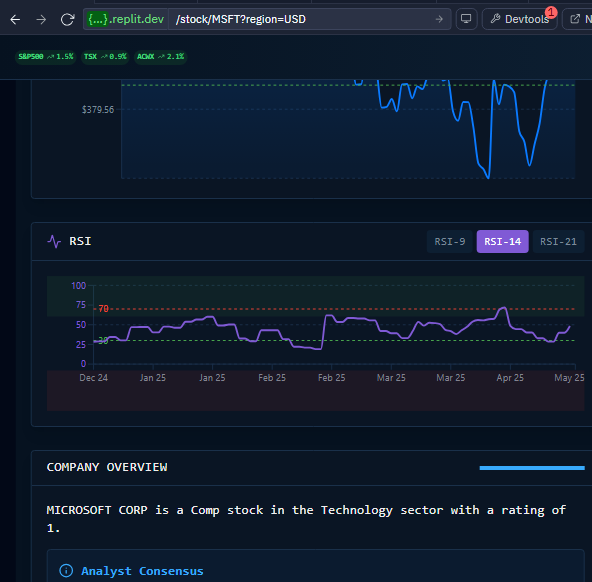 {...}.replit.dev /stock/MSFT?region=USD
Devtools 1
N
S&P500 1.5% TSX 0.9% ACWX 2.1%
$379.56
RSI
RSI-9 RSI-14 RSI-21
100
75
70
50
30
25
0
Dec 24 Jan 25 Jan 25 Feb 25 Feb 25 Mar 25 Mar 25 Apr 25 May 25
COMPANY OVERVIEW
MICROSOFT CORP is a Comp stock in the Technology sector with a rating of
1.
Analyst Consensus